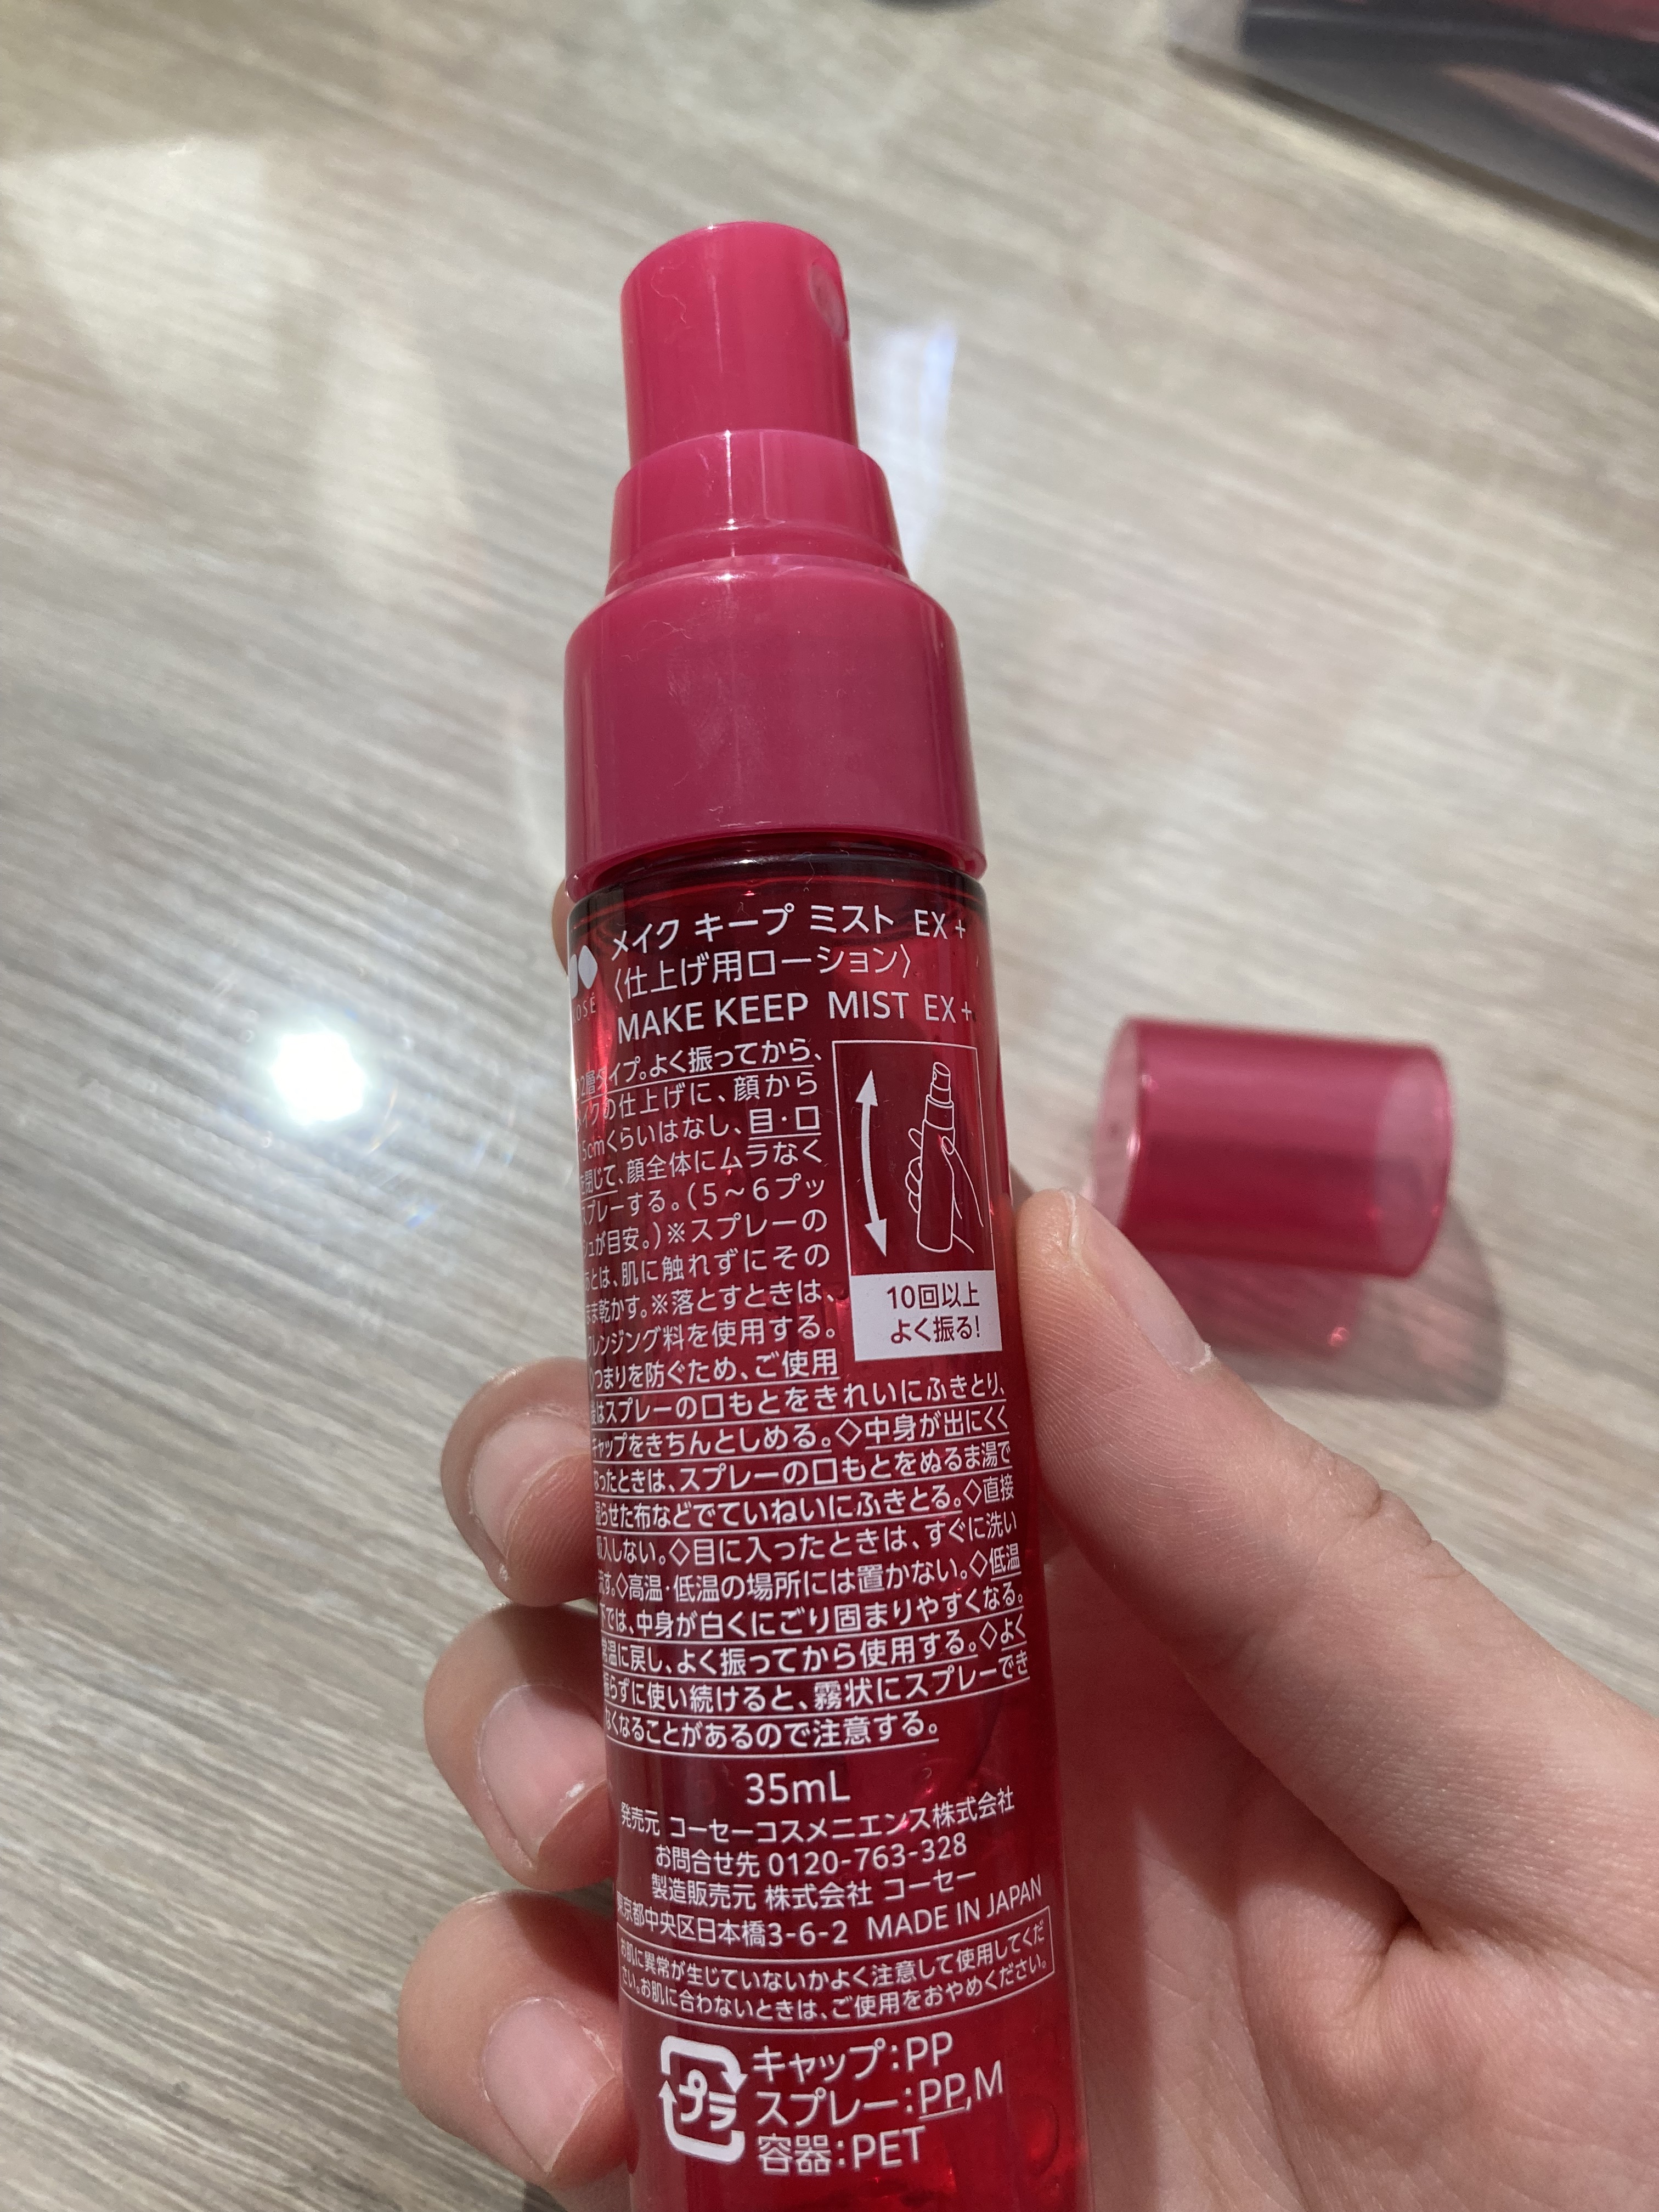 メイク キープ ミスト EX+
〈仕上げ用ローション〉
MAKE KEEP MIST EX+
よく振ってから、
の仕上げに、顔から
5cmくらいはなし、目・口
閉じて、顔全体にムラなく
スプレーする。(5～6プッ
シュが目安。)※スプレーの
とは、肌に触れずにその
まま乾かす。※落とすときは、
レンジング料を使用する。
つまりを防ぐため、ご使用
はスプレーの口もとをきれいにふきとり、
キャップをきちんとしめる。◇中身が出にくく
なったときは、スプレーの口もとをぬるま湯で
湿らせた布などでていねいにふきとる。◇直接
吸入しない。◇目に入ったときは、すぐに洗い
流す。◇高温・低温の場所には置かない。◇低温
下では、中身が白くにごり固まりやすくなる。
常温に戻し、よく振ってから使用する。◇よく
振らずに使い続けると、霧状にスプレーでき
なくなることがあるので注意する。
10回以上
よく振る!
35mL
発売元 コーセーコスメニエンス株式会社
お問合せ先 0120-763-328
製造販売元 株式会社 コーセー
東京都中央区日本橋3-6-2 MADE IN JAPAN
お肌に異常が生じていないかよく注意して使用してくだ
さい。お肌に合わないときは、ご使用をおやめください。
プラ
キャップ:PP
スプレー:PP,M
容器:PET